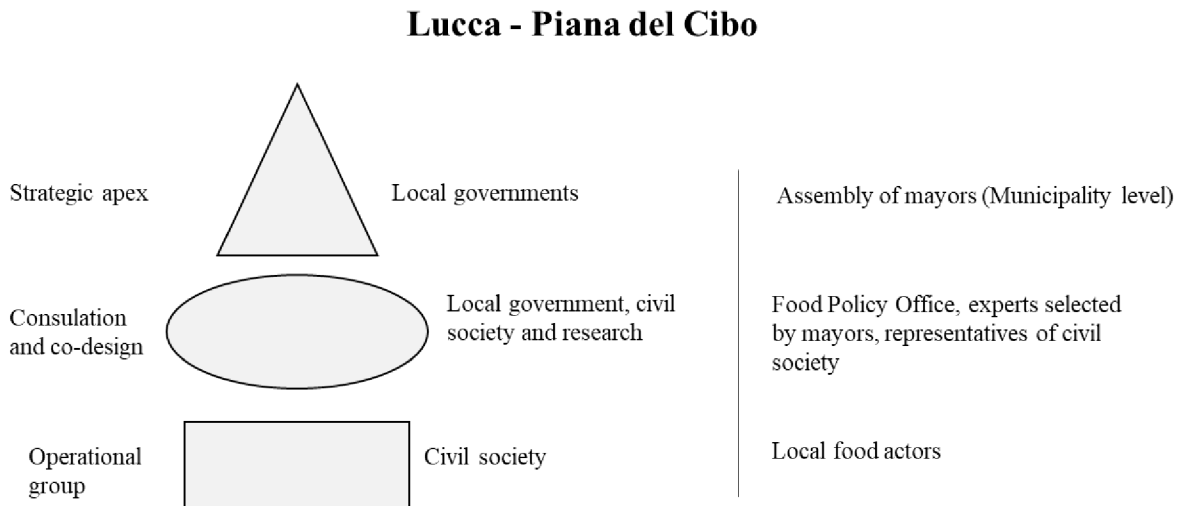 Lucca - Piana del Cibo
Strategic apex
Local governments
Assembly of mayors (Municipality level)
Consulation
and co-design
Local government, civil
society and research
Food Policy Office, experts selected
by mayors, representatives of civil
society
Operational
group
Civil society
Local food actors